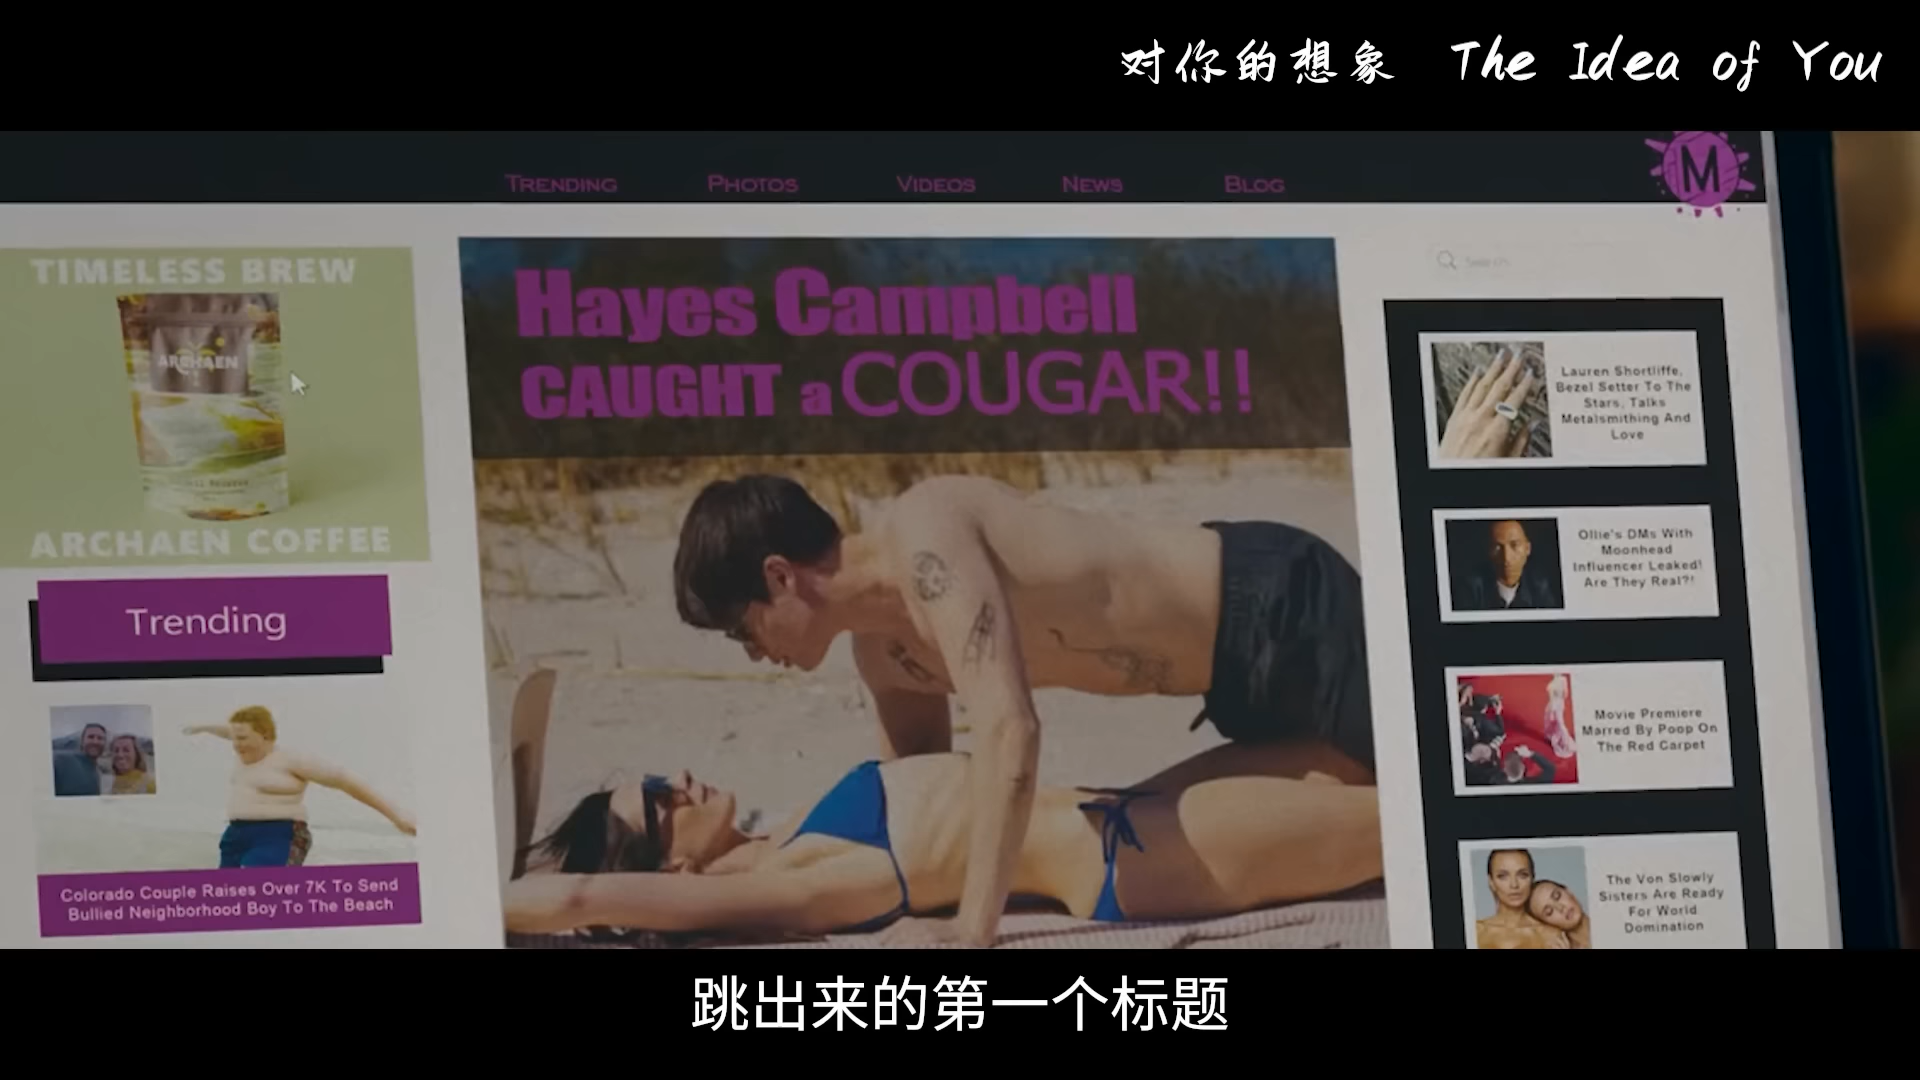 对你的想象 The Idea of You
M
TRENDING PHOTOS VIDEOS NEWS BLOG
TIMELESS BREW
ARCHAEN
ARCHAEN COFFEE
Trending
Colorado Couple Raises Over 7K To Send
Bullied Neighborhood Boy To The Beach
Hayes Campbell
CAUGHT a COUGAR!!
Search
Lauren Shortliffe,
Bezel Setter To The
Stars, Talks
Metalsmithing And
Love
Ollie's DMs With
Moonhead
Influencer Leaked!
Are They Real?!
Movie Premiere
Marred By Poop On
The Red Carpet
The Von Slowly
Sisters Are Ready
For World
Domination
跳出来的第一个标题